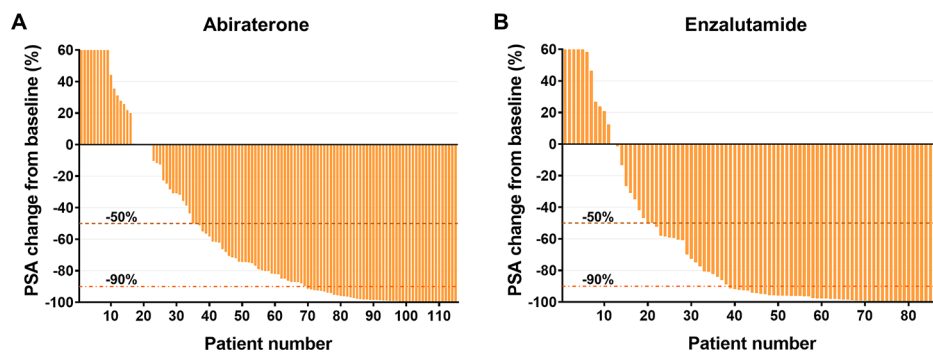 A
Abiraterone
PSA change from baseline (%)
60
40
20
0
-20
-40
-60
-80
-100
-50%
-90%
10 20 30 40 50 60 70 80 90 100 110
Patient number
B
Enzalutamide
PSA change from baseline (%)
60
40
20
0
-20
-40
-60
-80
-100
-50%
-90%
10 20 30 40 50 60 70 80
Patient number